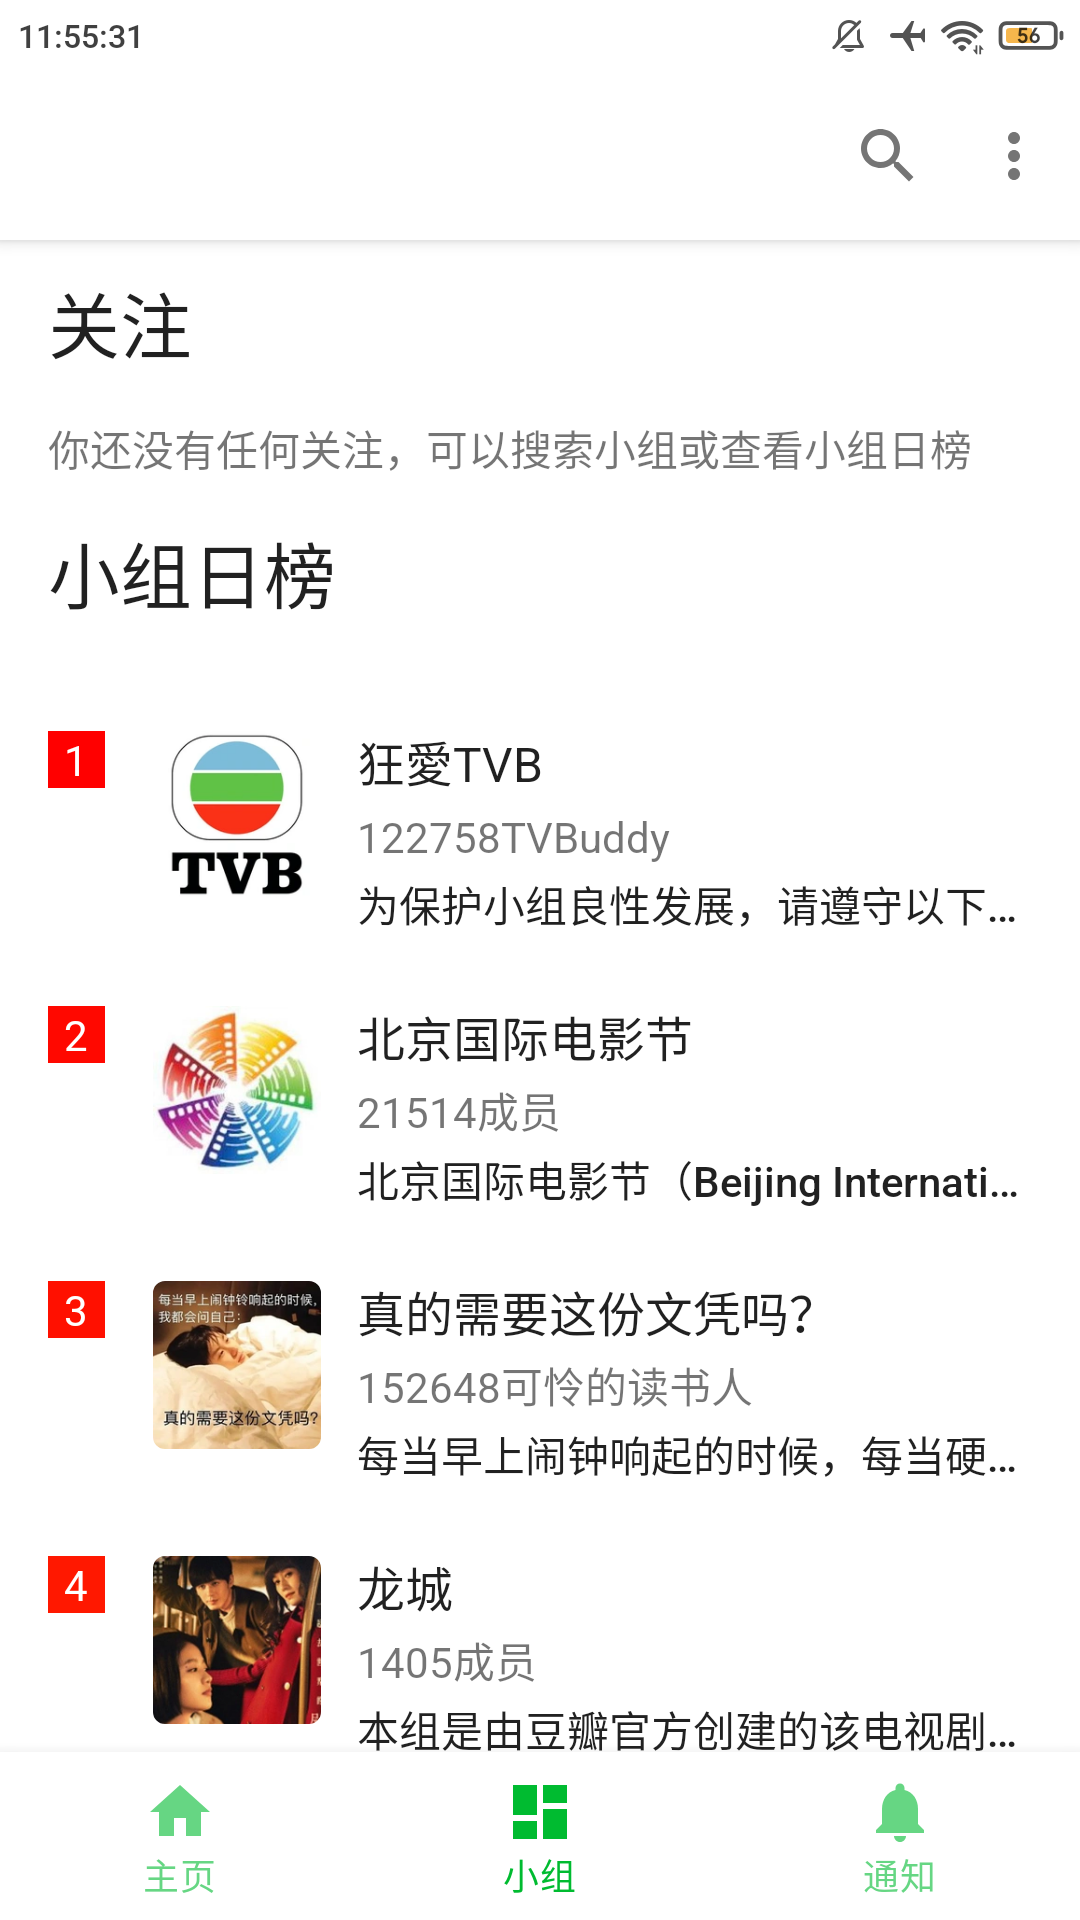 11:55:31
56
关注
你还没有任何关注，可以搜索小组或查看小组日榜
小组日榜
1
TVB
狂愛TVB
122758TVBuddy
为保护小组良性发展，请遵守以下...
2
北京国际电影节
21514成员
北京国际电影节（Beijing Internati...
3
每当早上闹钟铃响起的时候，
我都会问自己：
真的需要这份文凭吗？
真的需要这份文凭吗？
152648可怜的读书人
每当早上闹钟响起的时候，每当硬...
4
龙城
1405成员
本组是由豆瓣官方创建的该电视剧...
主页
小组
通知